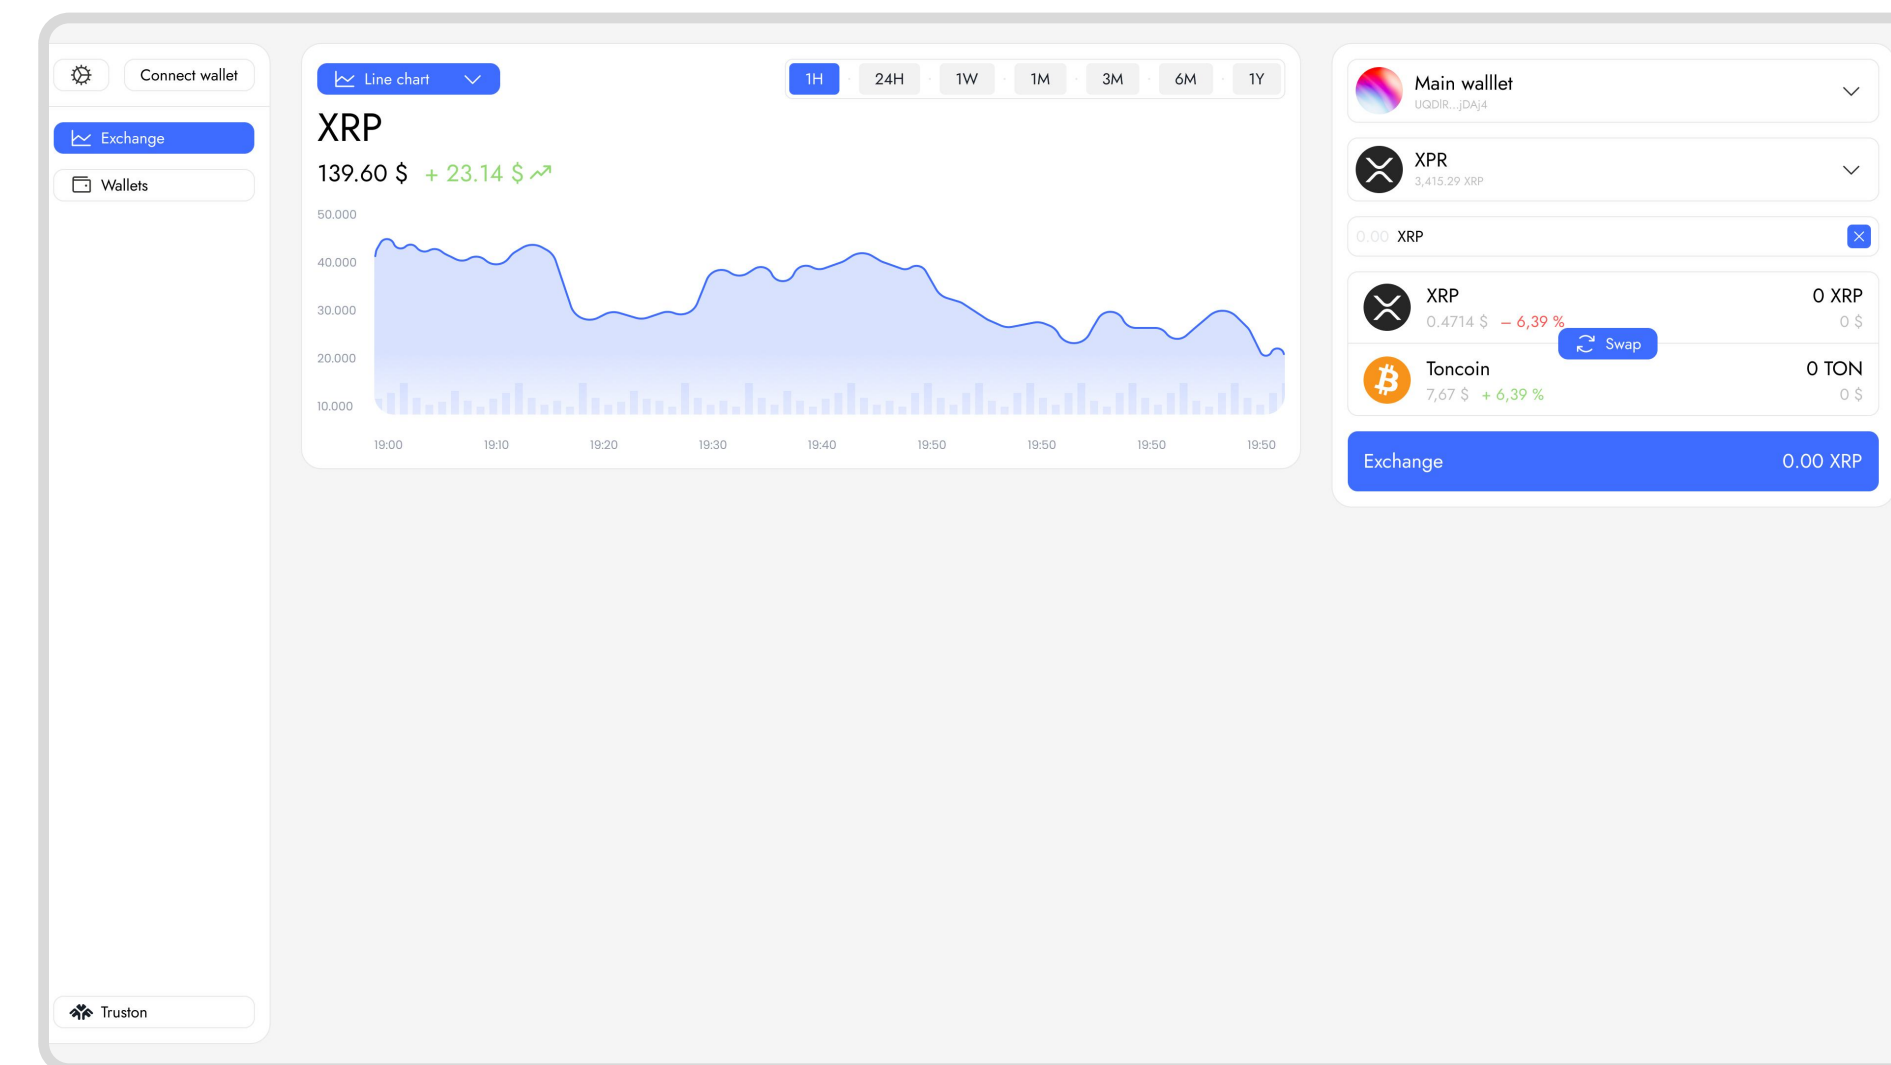 Connect wallet
Exchange
Wallets
Truston
Line chart
1H 24H 1W 1M 3M 6M 1Y
XRP
139.60 $ + 23.14 $
50.000
40.000
30.000
20.000
10.000
19:00 19:10 19:20 19:30 19:40 19:50 19:50 19:50 19:50
Main walllet
UQDlR...jDAj4
XPR
3,415.29 XRP
0.00 XRP
XRP 0 XRP
0.4714 $ – 6,39 % 0 $
Swap
Toncoin 0 TON
7,67 $ + 6,39 % 0 $
Exchange 0.00 XRP